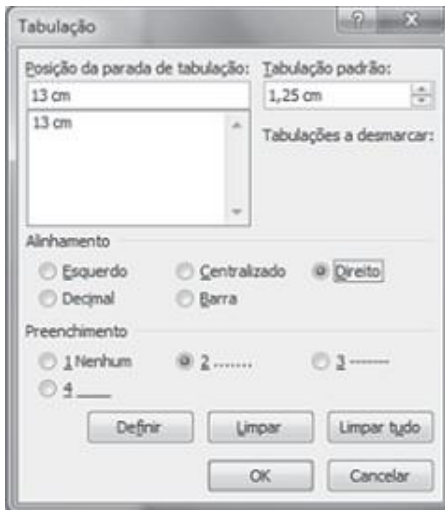 Tabulação
Posição da parada de tabulação: Tabulação padrão:
13 cm 1,25 cm
13 cm
Tabulações a desmarcar:
Alinhamento
Esquerdo Centralizado Direito
Decimal Barra
Preenchimento
1 Nenhum 2 ....... 3 -------
4 ____
Definir Limpar Limpar tudo
OK Cancelar